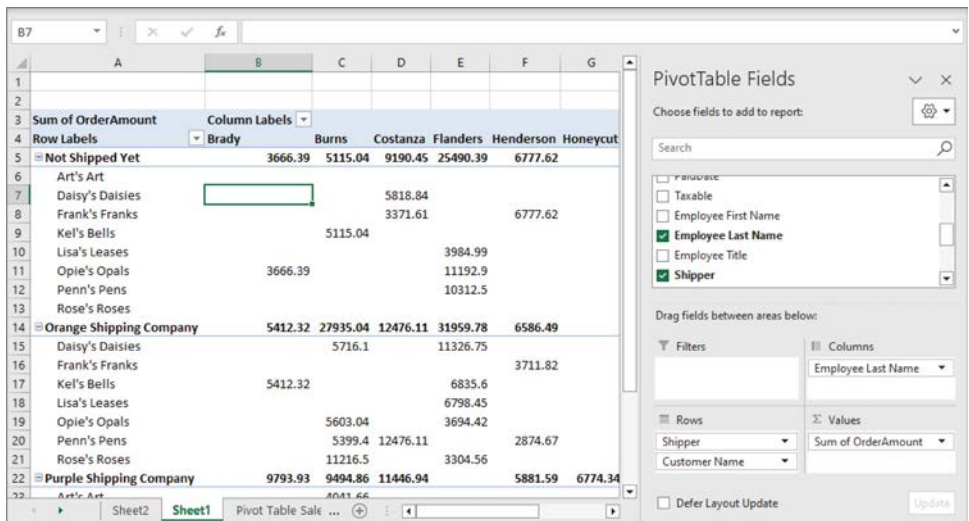 B7 fx
A B C D E F G
1
2
3 Sum of OrderAmount Column Labels
4 Row Labels Brady Burns Costanza Flanders Henderson Honeycut
5 Not Shipped Yet 3666.39 5115.04 9190.45 25490.39 6777.62
6 Art's Art
7 Daisy's Daisies 5818.84
8 Frank's Franks 3371.61 6777.62
9 Kel's Bells 5115.04
10 Lisa's Leases 3984.99
11 Opie's Opals 3666.39 11192.9
12 Penn's Pens 10312.5
13 Rose's Roses
14 Orange Shipping Company 5412.32 27935.04 12476.11 31959.78 6586.49
15 Daisy's Daisies 5716.1 11326.75
16 Frank's Franks 3711.82
17 Kel's Bells 5412.32 6835.6
18 Lisa's Leases 6798.45
19 Opie's Opals 5603.04 3694.42
20 Penn's Pens 5399.4 12476.11 2874.67
21 Rose's Roses 11216.5 3304.56
22 Purple Shipping Company 9793.93 9494.86 11446.94 5881.59 6774.34
23 Art's Art 4041.66
Sheet2 Sheet1 Pivot Table Sale ...
PivotTable Fields
Choose fields to add to report:
Search
PaidDate
Taxable
Employee First Name
Employee Last Name
Employee Title
Shipper
Drag fields between areas below:
Filters Columns
Employee Last Name
Rows Values
Shipper Sum of OrderAmount
Customer Name
Defer Layout Update Update